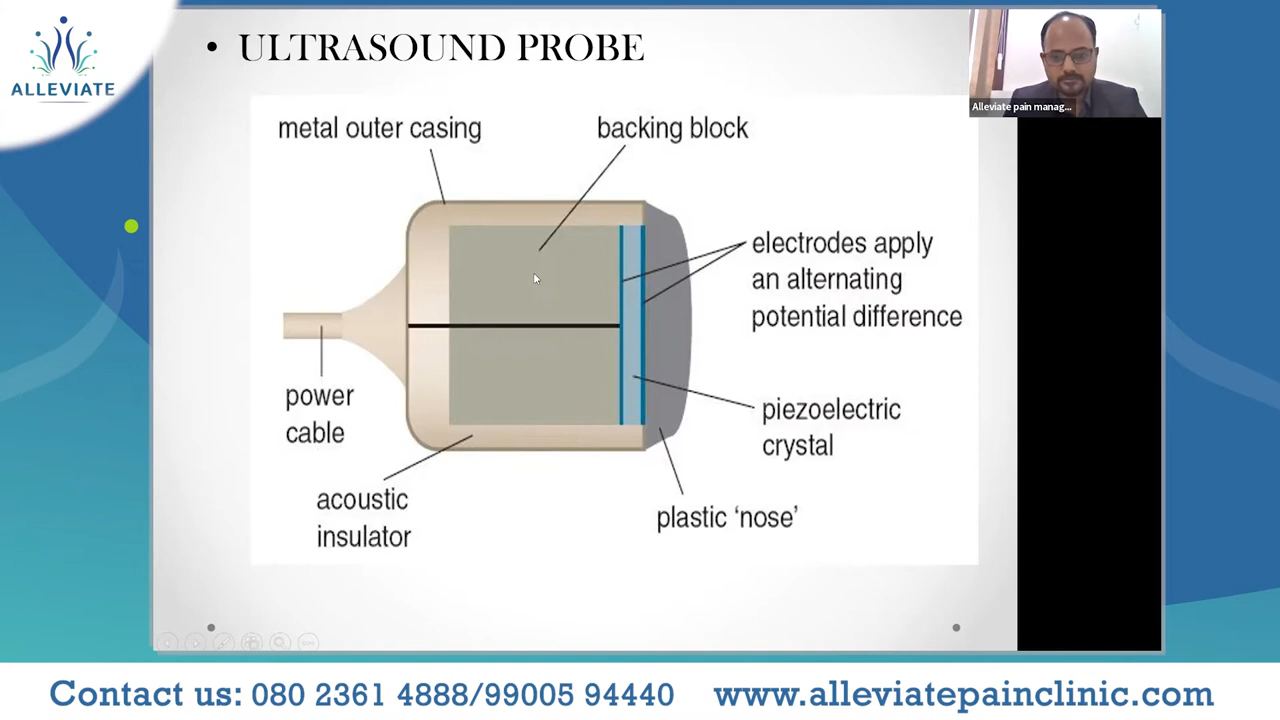 ALLEVIATE
• ULTRASOUND PROBE
Alleviate pain manag...
metal outer casing
backing block
electrodes apply
an alternating
potential difference
power
cable
piezoelectric
crystal
acoustic
insulator
plastic ‘nose’
Contact us: 080 2361 4888/99005 94440 www.alleviatepainclinic.com